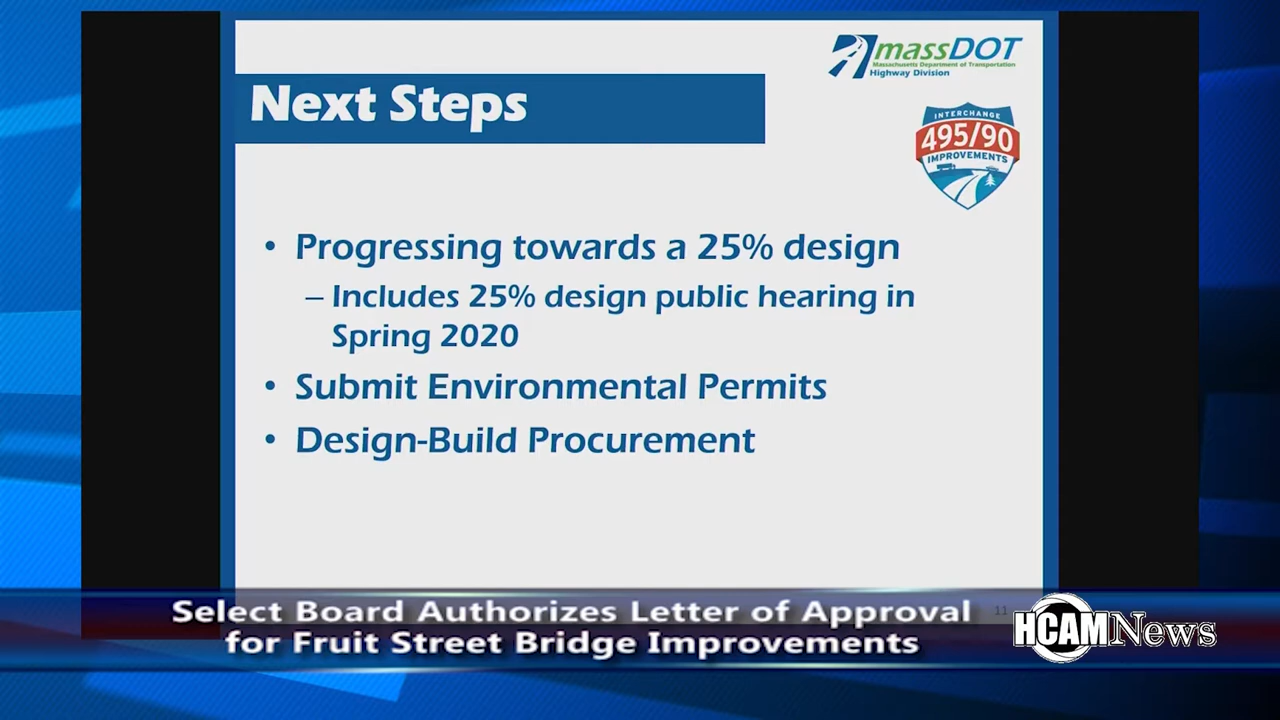 massDOT
Massachusetts Department of Transportation
Highway Division
Next Steps
INTERCHANGE
495/90
IMPROVEMENTS
• Progressing towards a 25% design
– Includes 25% design public hearing in
Spring 2020
• Submit Environmental Permits
• Design-Build Procurement
11
Select Board Authorizes Letter of Approval
for Fruit Street Bridge Improvements
HCAMNews